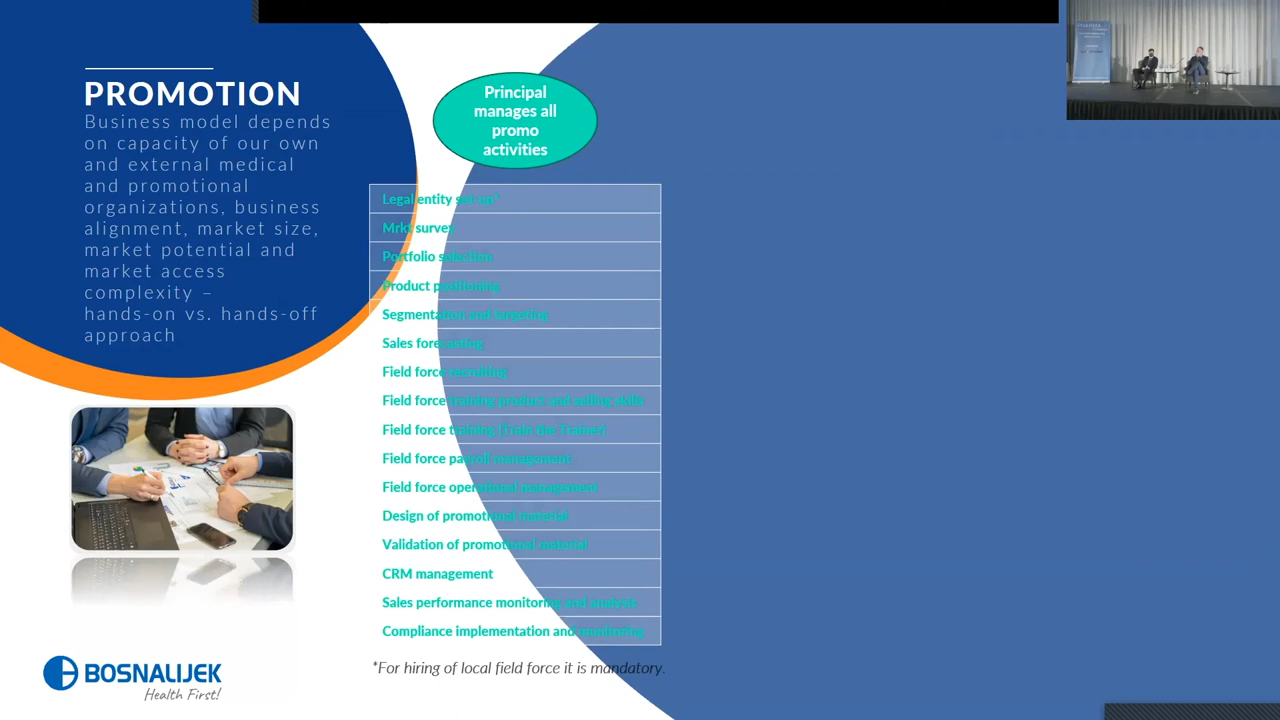 PROMOTION
Business model depends
on capacity of our own
and external medical
and promotional
organizations, business
alignment, market size,
market potential and
market access
complexity –
hands-on vs. hands-off
approach
Principal
manages all
promo
activities
Legal entity set-up*
Mrkt survey
Portfolio selection
Product positioning
Segmentation and targeting
Sales forecasting
Field force recruiting
Field force training product and selling skills
Field force training (Train the Trainer)
Field force payroll management
Field force operational management
Design of promotional material
Validation of promotional material
CRM management
Sales performance monitoring and analysis
Compliance implementation and monitoring
*For hiring of local field force it is mandatory.
BOSNALIJEK
Health First!